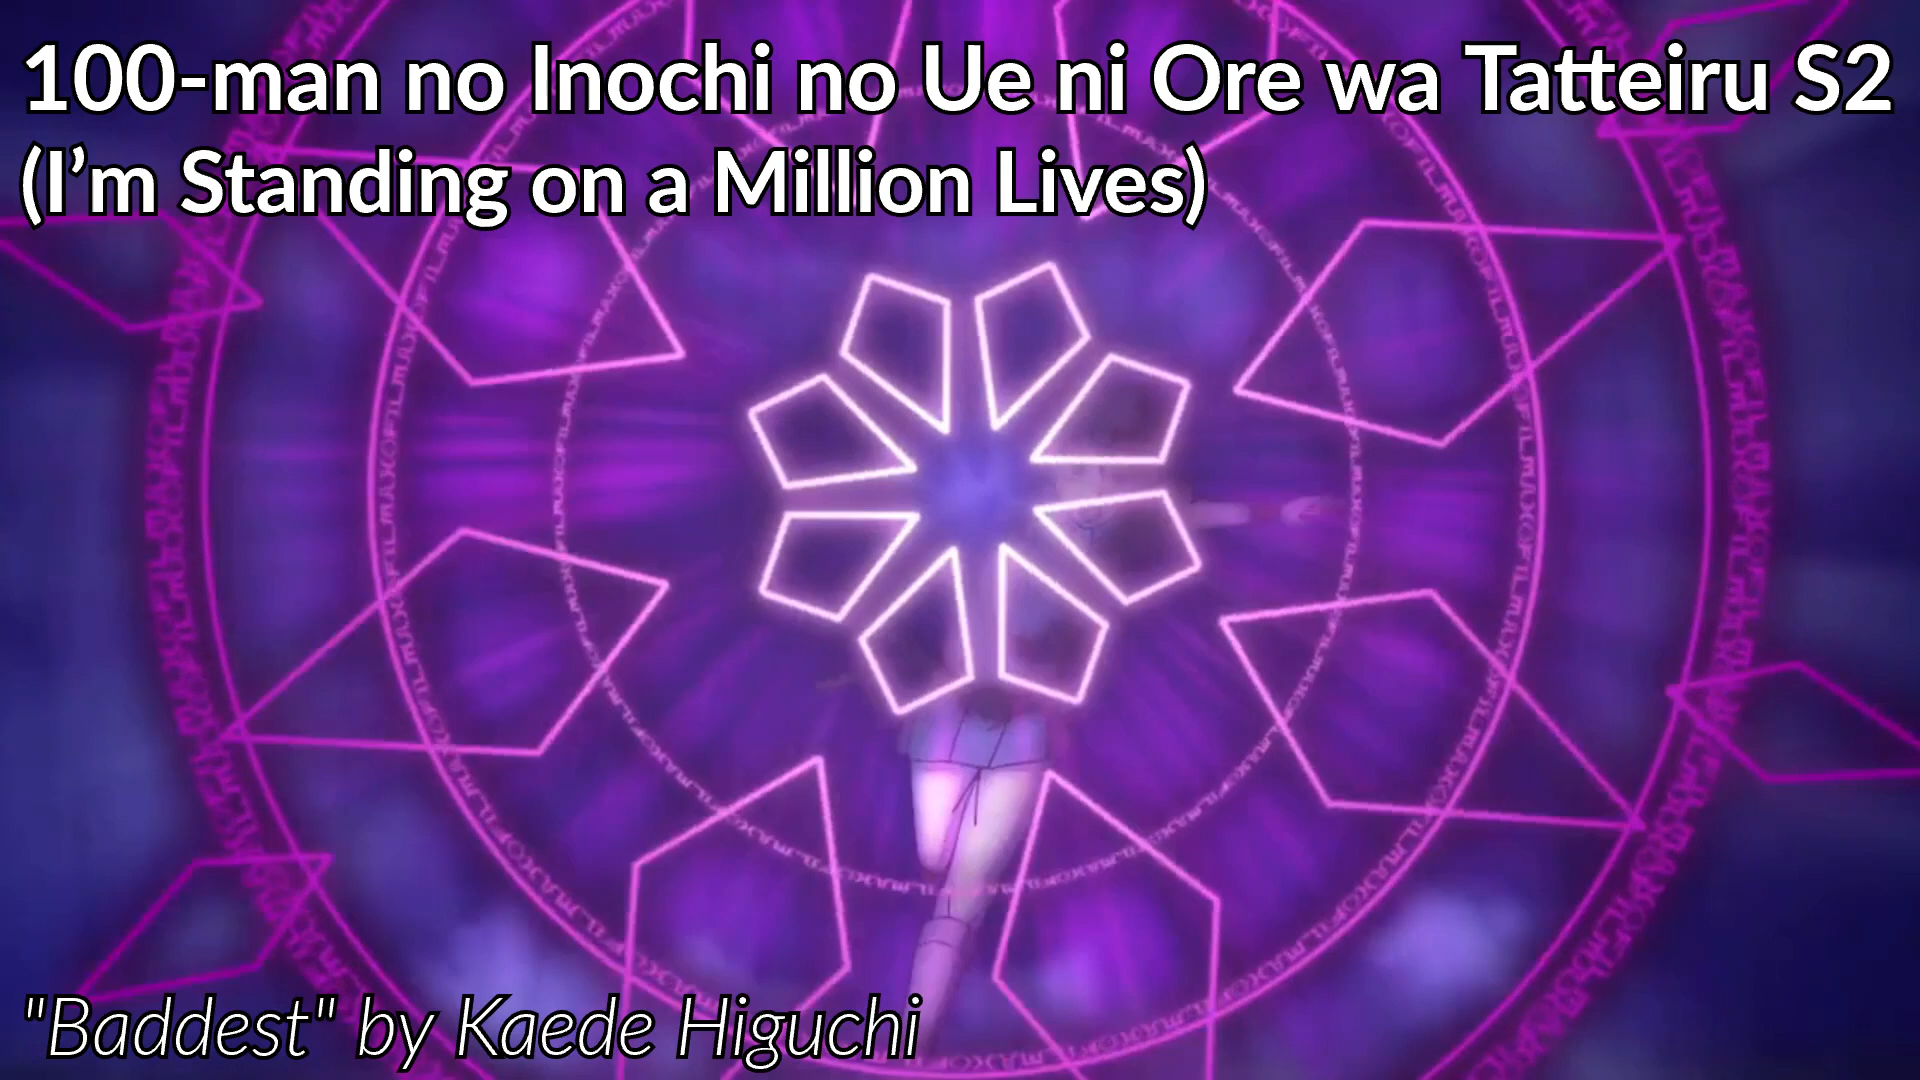 100-man no Inochi no Ue ni Ore wa Tatteiru S2
(I’m Standing on a Million Lives)
"Baddest" by Kaede Higuchi